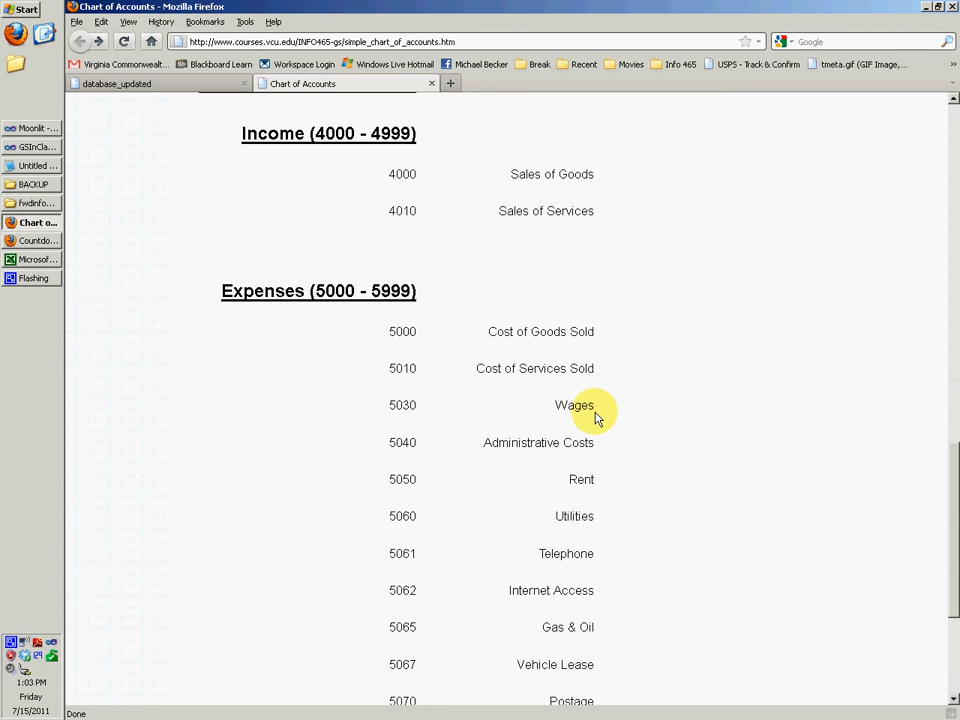 Start
Chart of Accounts - Mozilla Firefox
File Edit View History Bookmarks Tools Help
http://www.courses.vcu.edu/INFO465-gs/simple_chart_of_accounts.htm
Google
Virginia Commonwealt... Blackboard Learn Workspace Login Windows Live Hotmail Michael Becker Break Recent Movies Info 465 USPS - Track & Confirm tmeta.gif (GIF Image,... »
database_updated
Chart of Accounts
Income (4000 - 4999)
4000 Sales of Goods
4010 Sales of Services
Expenses (5000 - 5999)
5000 Cost of Goods Sold
5010 Cost of Services Sold
5030 Wages
5040 Administrative Costs
5050 Rent
5060 Utilities
5061 Telephone
5062 Internet Access
5065 Gas & Oil
5067 Vehicle Lease
5070 Postage
Moonlit -...
GSInCla...
Untitled ...
BACKUP
fwdinfo...
Chart o...
Countdo...
Microsof...
Flashing
1:03 PM
Friday
7/15/2011
Done